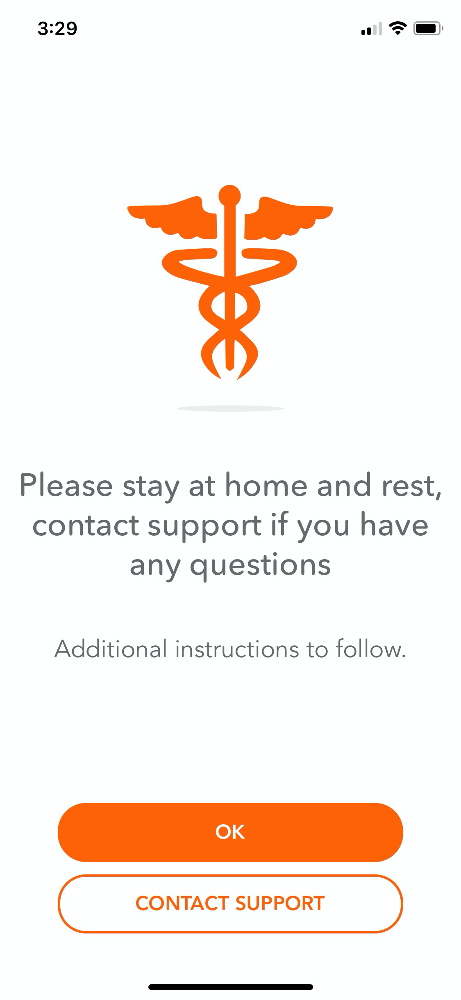 3:29
Please stay at home and rest,
contact support if you have
any questions
Additional instructions to follow.
OK
CONTACT SUPPORT